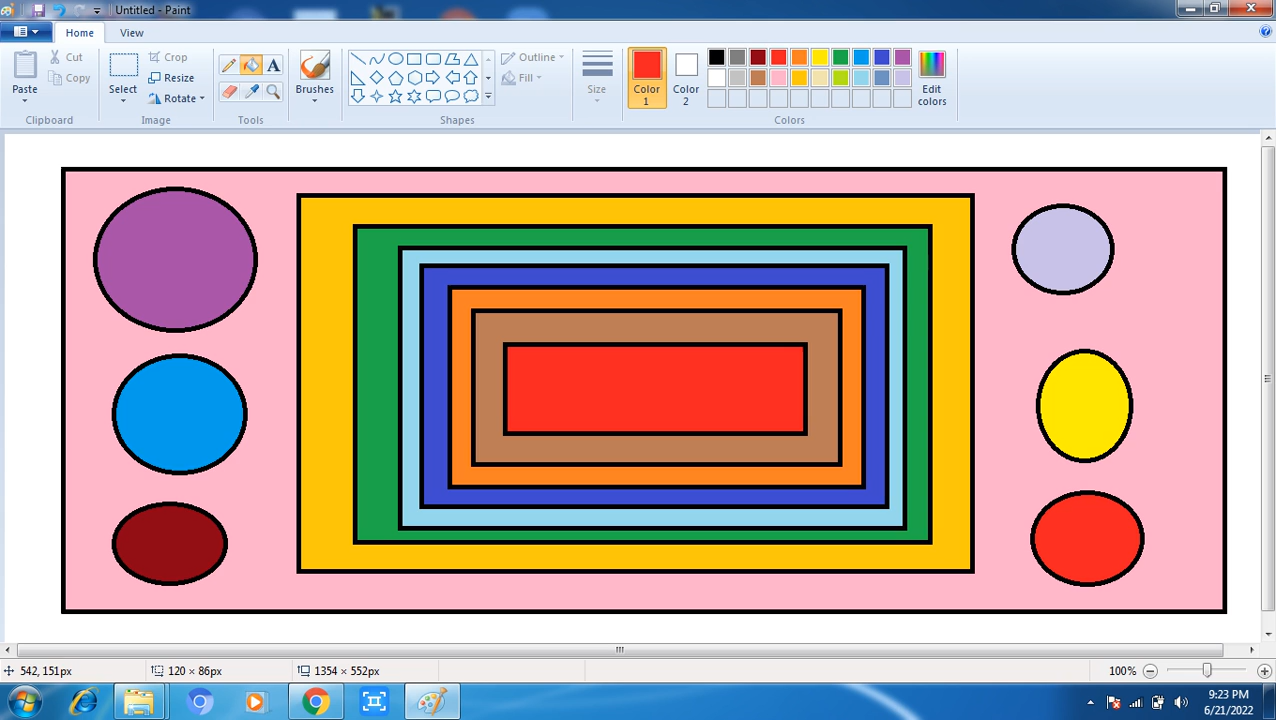 Untitled - Paint
Home View
Paste
Cut
Copy
Clipboard
Select
Crop
Resize
Rotate
Image
A
Tools
Brushes
Shapes
Outline
Fill
Size
Color 1
Color 2
Edit colors
Colors
542, 151px 120 × 86px 1354 × 552px 100%
9:23 PM
6/21/2022